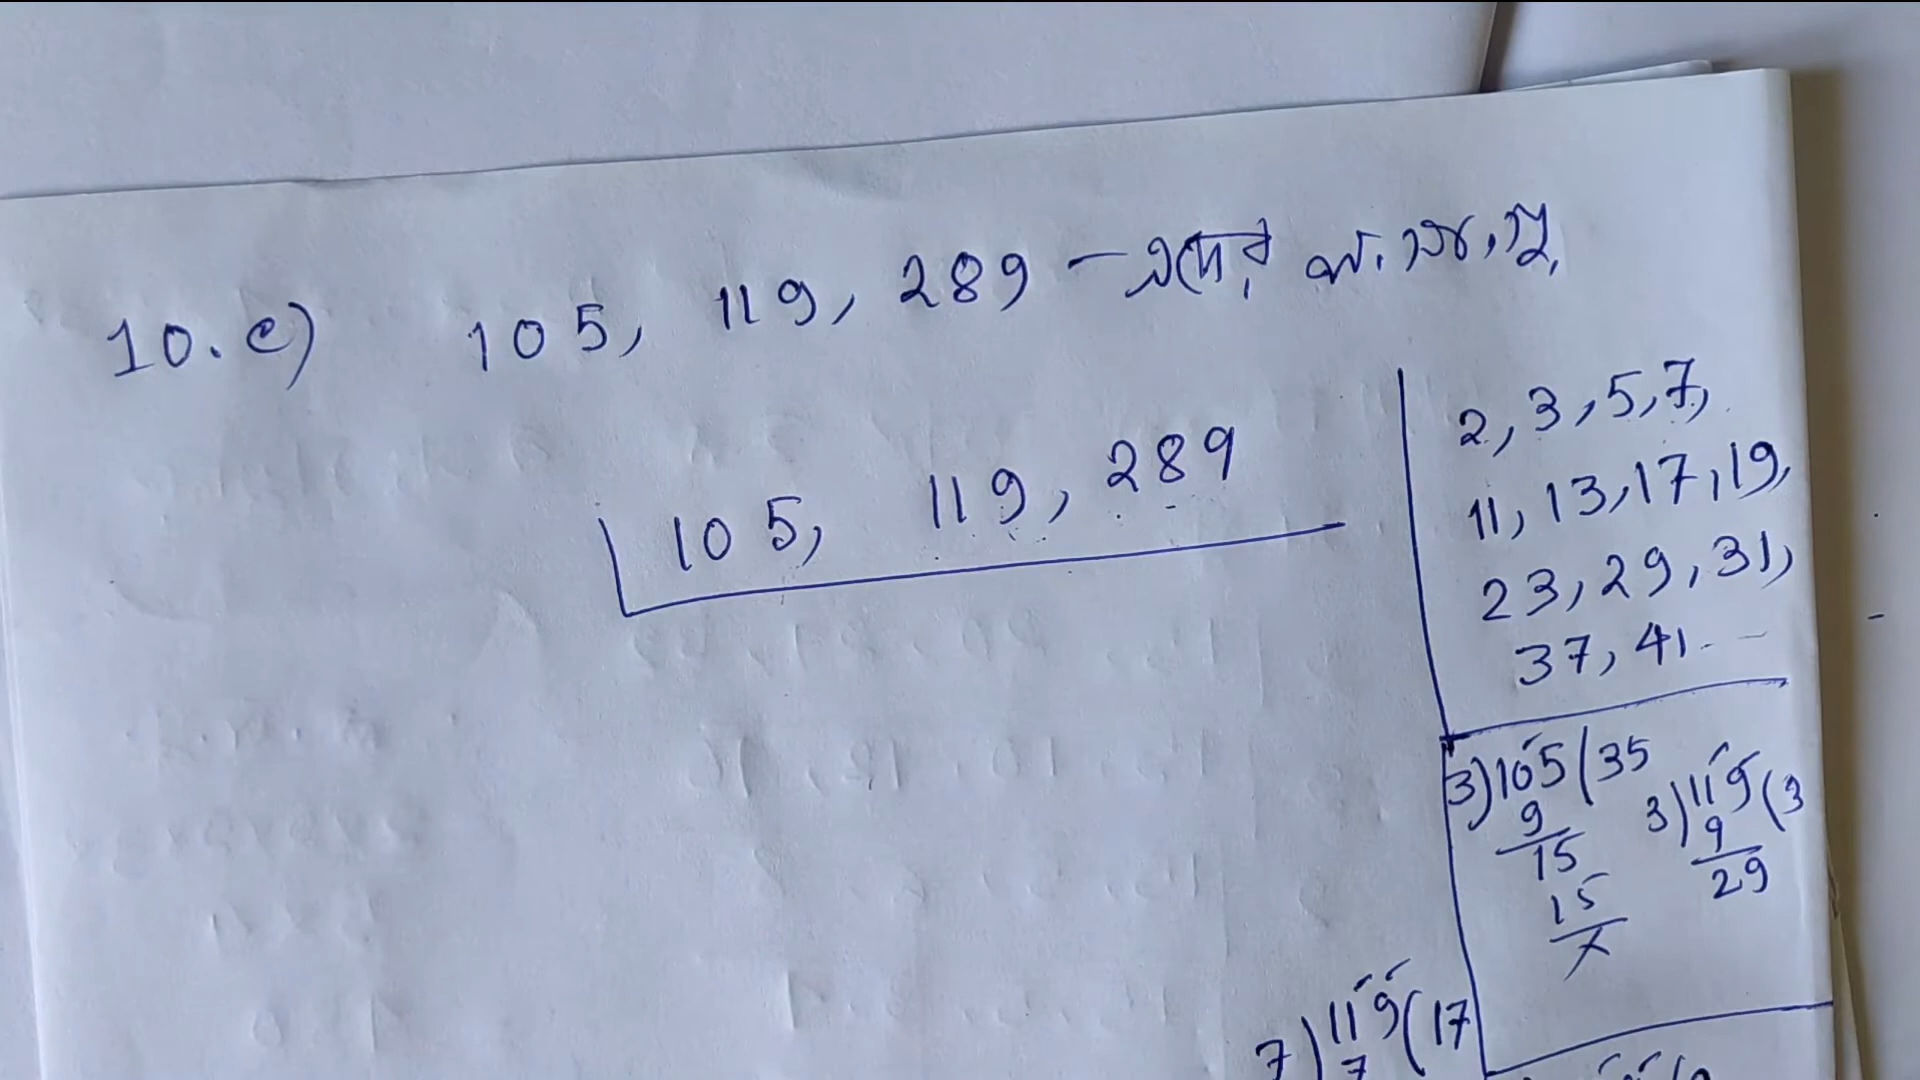 10. c) 105, 119, 289 – এদের ল.সা.গু.
105, 119, 289
2, 3, 5, 7,
11, 13, 17, 19,
23, 29, 31,
37, 41 --
3)105(35
9
15
15
×
3)119(3
9
29
7)119(17
7